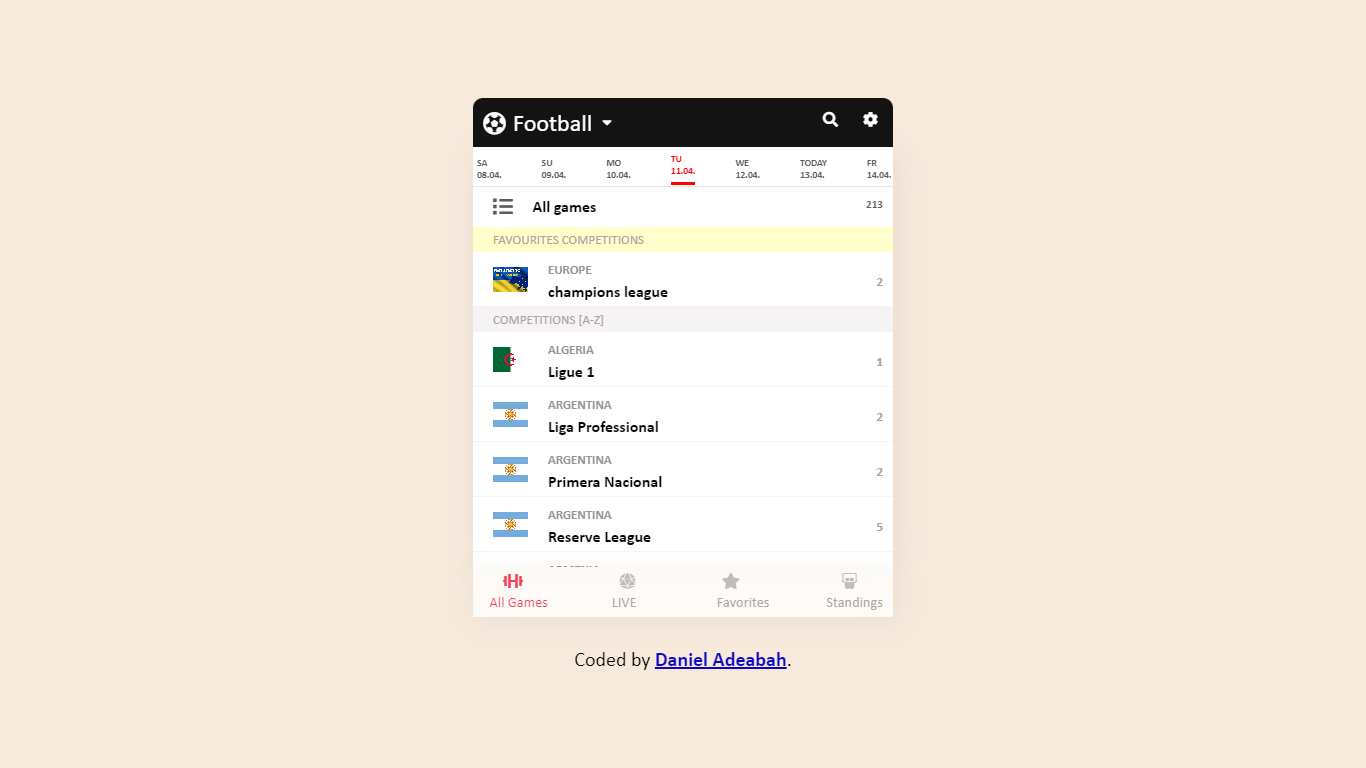 Football
SA SU MO TU WE TODAY FR
08.04. 09.04. 10.04. 11.04. 12.04. 13.04. 14.04.
All games 213
FAVOURITES COMPETITIONS
EUROPE
champions league 2
COMPETITIONS [A-Z]
ALGERIA
Ligue 1 1
ARGENTINA
Liga Professional 2
ARGENTINA
Primera Nacional 2
ARGENTINA
Reserve League 5
All Games LIVE Favorites Standings
Coded by Daniel Adeabah.